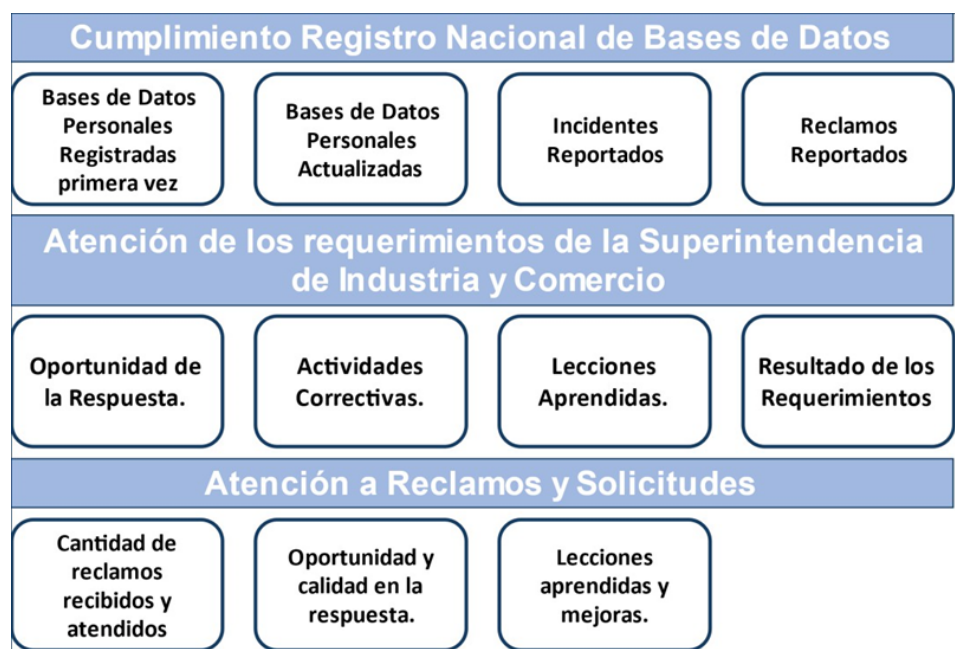 Cumplimiento Registro Nacional de Bases de Datos
Bases de Datos
Personales
Registradas
primera vez
Bases de Datos
Personales
Actualizadas
Incidentes
Reportados
Reclamos
Reportados
Atención de los requerimientos de la Superintendencia
de Industria y Comercio
Oportunidad de
la Respuesta.
Actividades
Correctivas.
Lecciones
Aprendidas.
Resultado de los
Requerimientos
Atención a Reclamos y Solicitudes
Cantidad de
reclamos
recibidos y
atendidos
Oportunidad y
calidad en la
respuesta.
Lecciones
aprendidas y
mejoras.